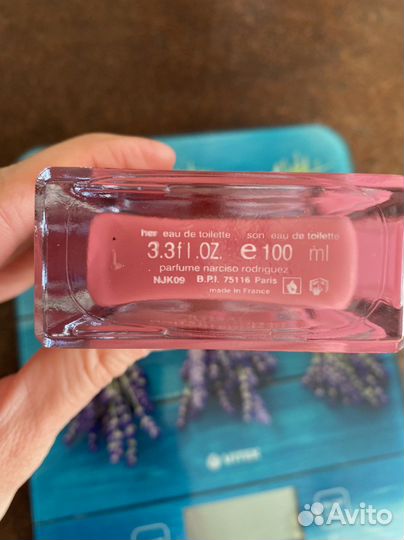 her eau de toilette son eau de toilette
3.3fl.OZ. e 100 ml
parfume narciso rodriguez
NJK09 B.P.I. 75116 Paris
made in France
VITEK
Avito